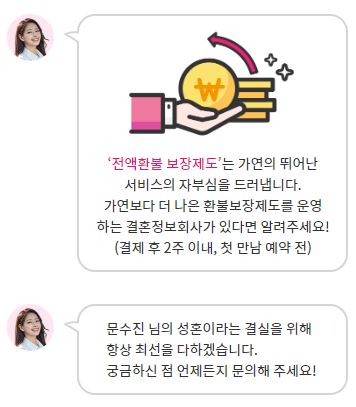 '전액환불 보장제도'는 가연의 뛰어난
서비스의 자부심을 드러냅니다.
가연보다 더 나은 환불보장제도를 운영
하는 결혼정보회사가 있다면 알려주세요!
(결제 후 2주 이내, 첫 만남 예약 전)
문수진 님의 성혼이라는 결실을 위해
항상 최선을 다하겠습니다.
궁금하신 점 언제든지 문의해 주세요!